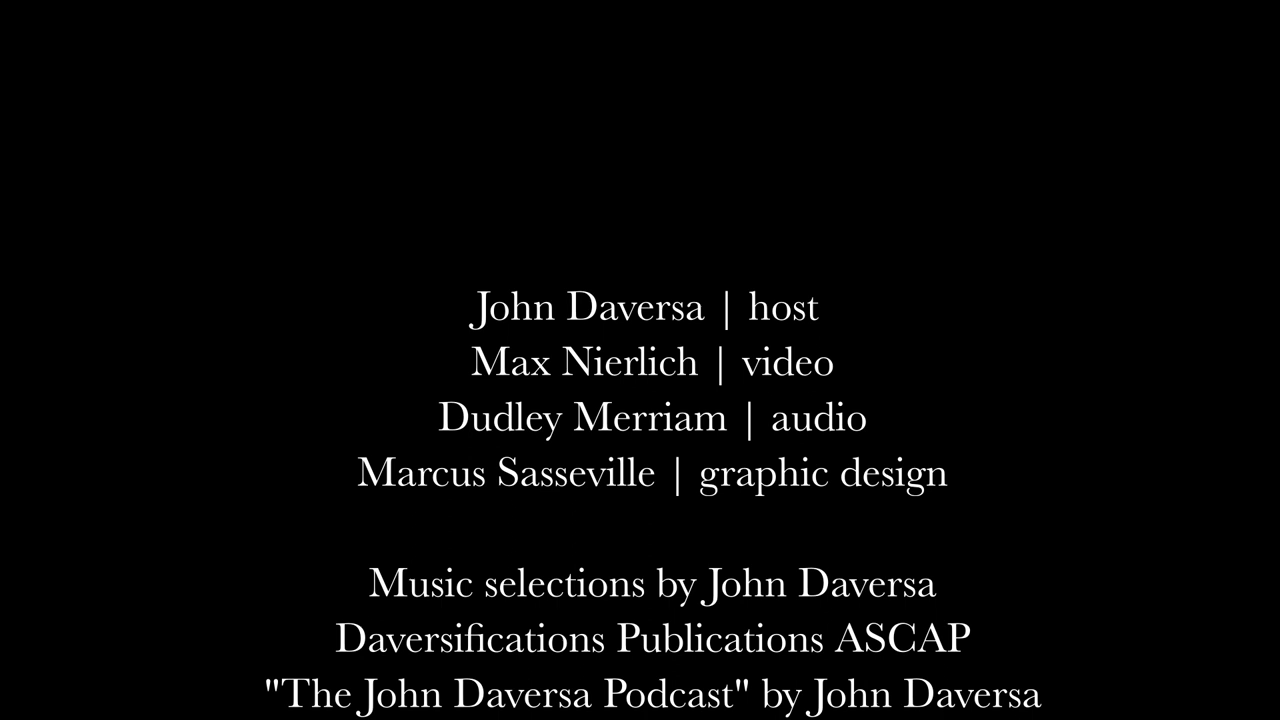 John Daversa | host
Max Nierlich | video
Dudley Merriam | audio
Marcus Sasseville | graphic design
Music selections by John Daversa
Daversifications Publications ASCAP
"The John Daversa Podcast" by John Daversa